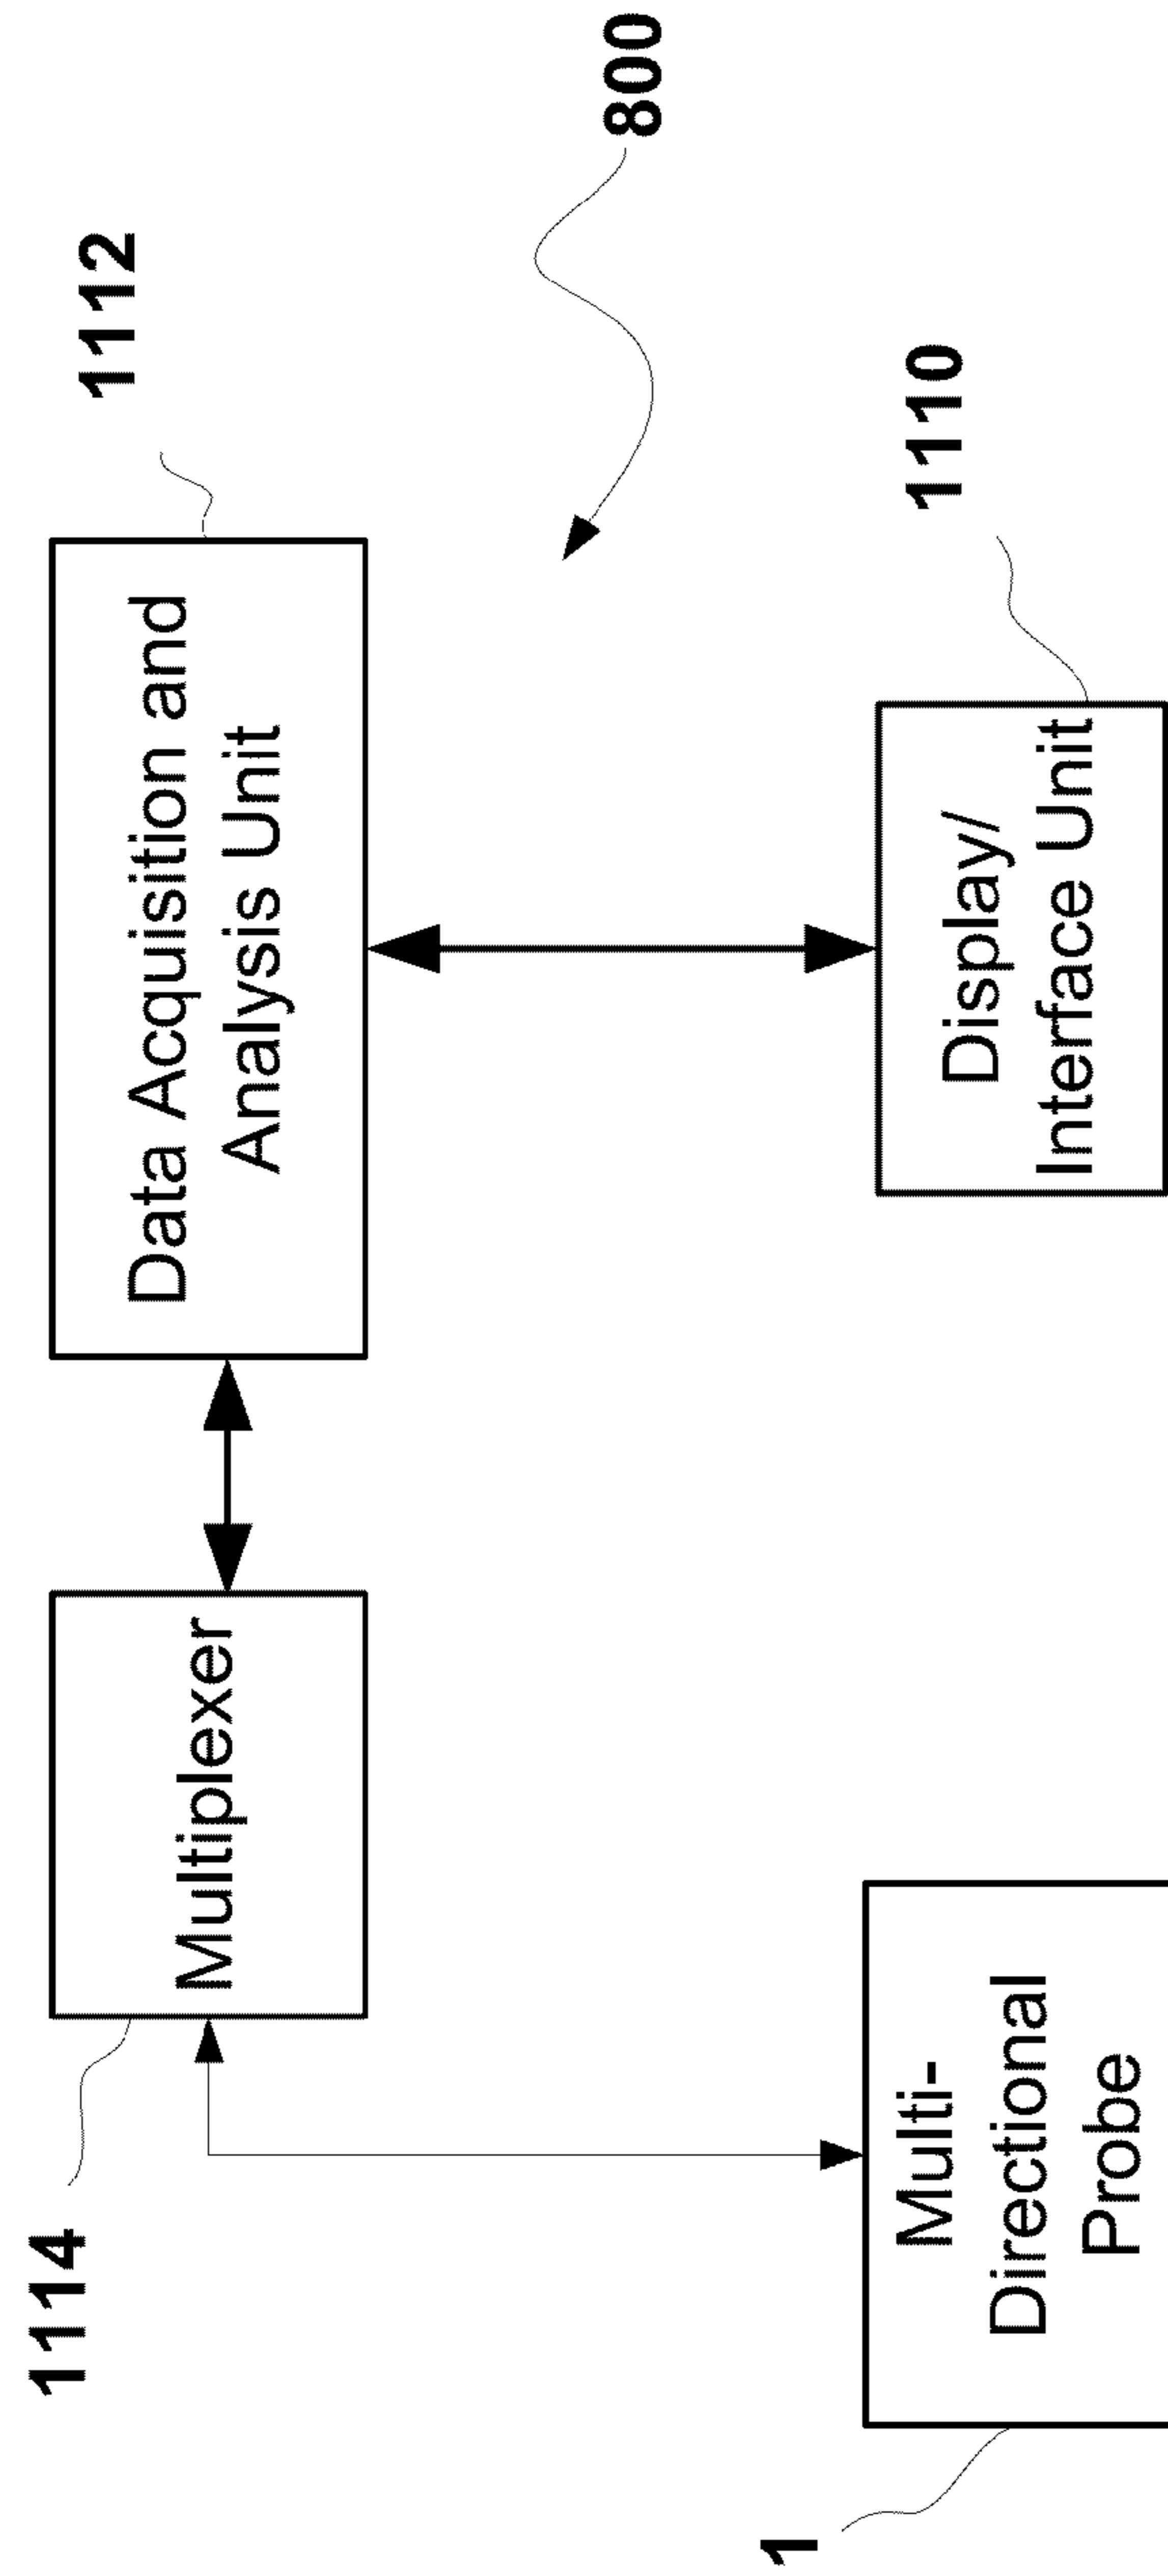 1114
Multiplexer
Data Acquisition and
Analysis Unit
1112
800
1
Multi-
Directional
Probe
Display/
Interface Unit
1110